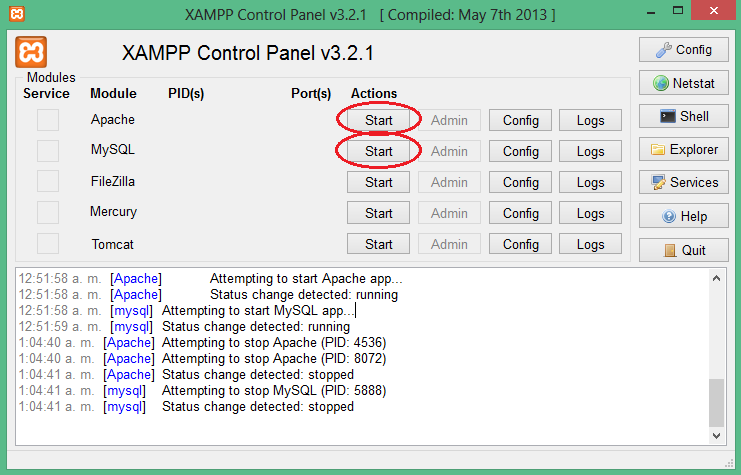 XAMPP Control Panel v3.2.1 [ Compiled: May 7th 2013 ]
XAMPP Control Panel v3.2.1
Config
Modules
Service Module PID(s) Port(s) Actions
Netstat
Apache Start Admin Config Logs
Shell
MySQL Start Admin Config Logs
Explorer
FileZilla Start Admin Config Logs
Services
Mercury Start Admin Config Logs
Help
Tomcat Start Admin Config Logs
Quit
12:51:58 a. m. [Apache] Attempting to start Apache app...
12:51:58 a. m. [Apache] Status change detected: running
12:51:58 a. m. [mysql] Attempting to start MySQL app...
12:51:59 a. m. [mysql] Status change detected: running
1:04:40 a. m. [Apache] Attempting to stop Apache (PID: 4536)
1:04:40 a. m. [Apache] Attempting to stop Apache (PID: 8072)
1:04:41 a. m. [Apache] Status change detected: stopped
1:04:41 a. m. [mysql] Attempting to stop MySQL (PID: 5888)
1:04:41 a. m. [mysql] Status change detected: stopped